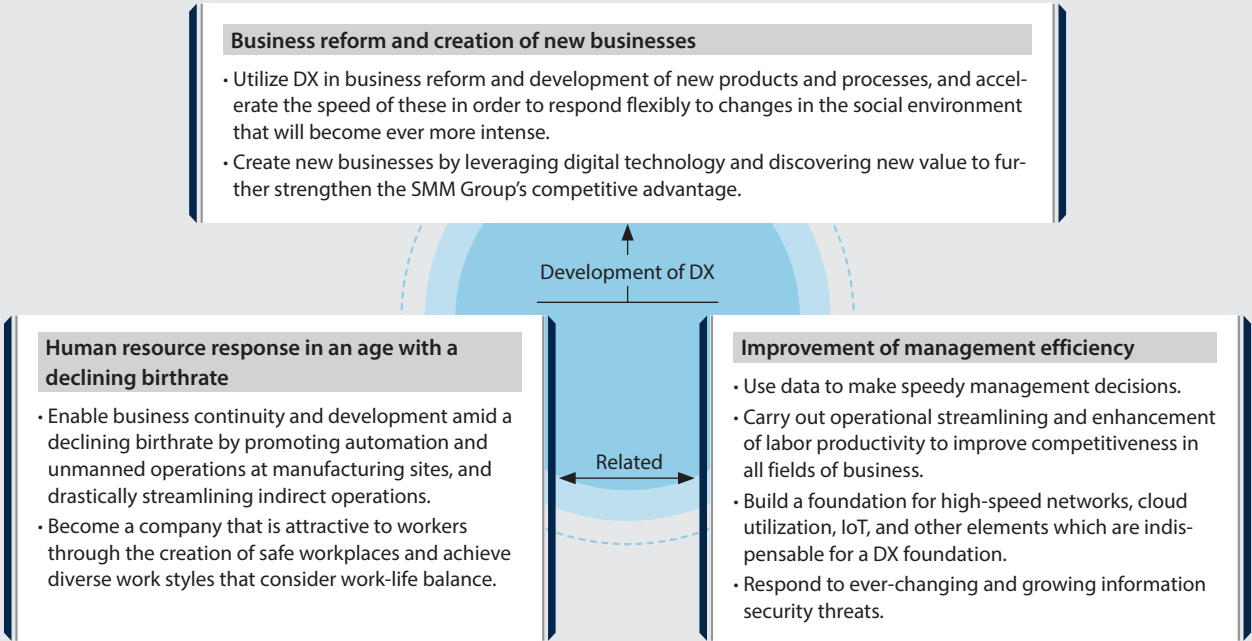 Business reform and creation of new businesses
・Utilize DX in business reform and development of new products and processes, and accel-
erate the speed of these in order to respond flexibly to changes in the social environment
that will become ever more intense.
・Create new businesses by leveraging digital technology and discovering new value to fur-
ther strengthen the SMM Group's competitive advantage.
Development of DX
Human resource response in an age with a
declining birthrate
・Enable business continuity and development amid a
declining birthrate by promoting automation and
unmanned operations at manufacturing sites, and
drastically streamlining indirect operations.
・Become a company that is attractive to workers
through the creation of safe workplaces and achieve
diverse work styles that consider work-life balance.
Related
Improvement of management efficiency
・Use data to make speedy management decisions.
・Carry out operational streamlining and enhancement
of labor productivity to improve competitiveness in
all fields of business.
・Build a foundation for high-speed networks, cloud
utilization, IoT, and other elements which are indis-
pensable for a DX foundation.
・Respond to ever-changing and growing information
security threats.